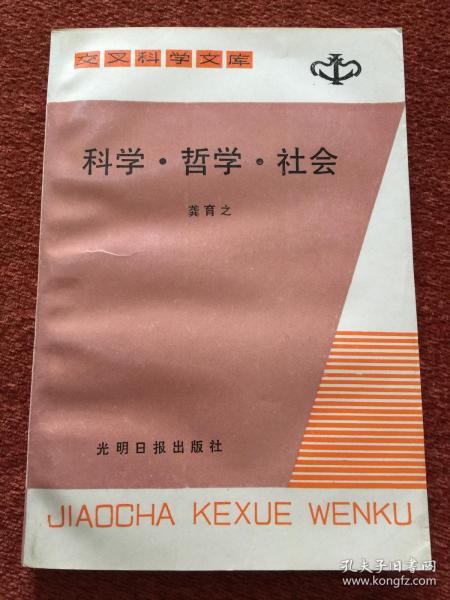 交叉科学文库
科学·哲学·社会
龚育之
光明日报出版社
JIAOCHA KEXUE WENKU
孔夫子旧书网
www.kongfz.com